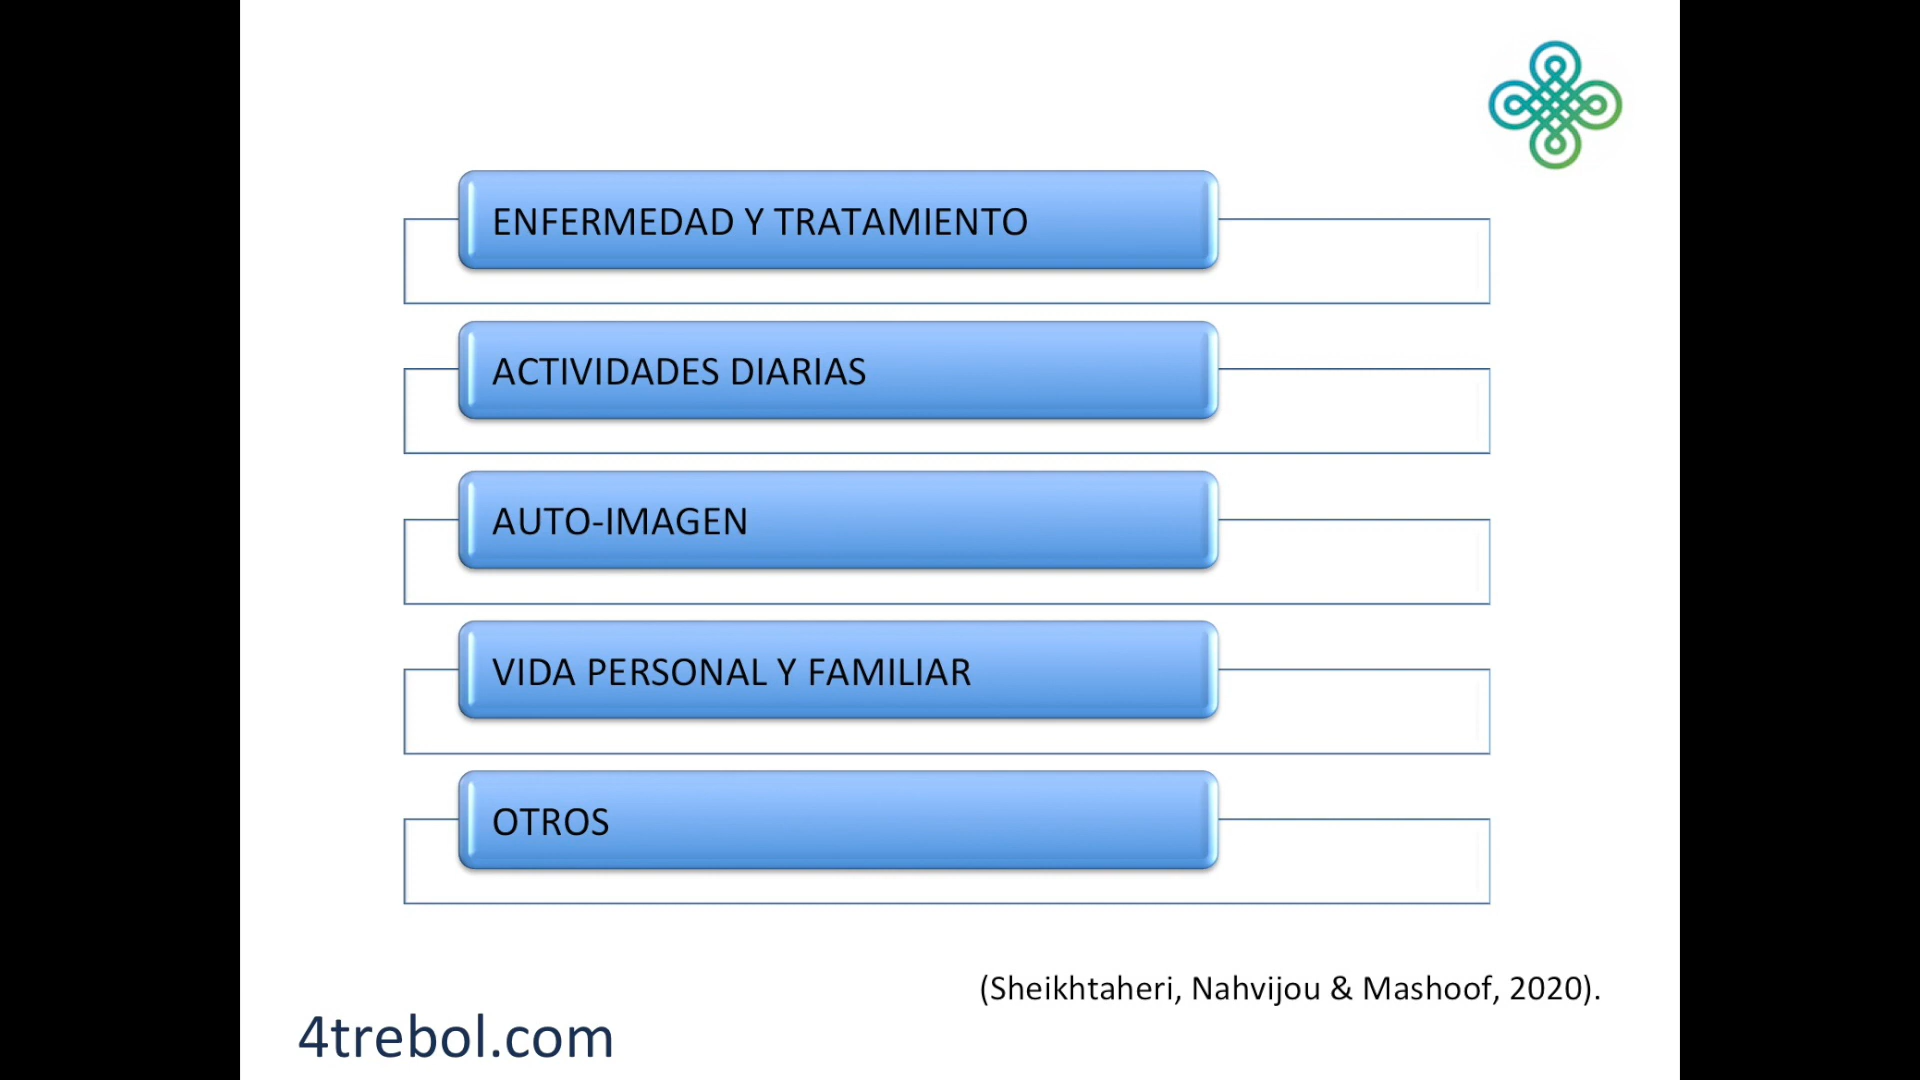 ENFERMEDAD Y TRATAMIENTO
ACTIVIDADES DIARIAS
AUTO-IMAGEN
VIDA PERSONAL Y FAMILIAR
OTROS
(Sheikhtaheri, Nahvijou & Mashoof, 2020).
4trebol.com